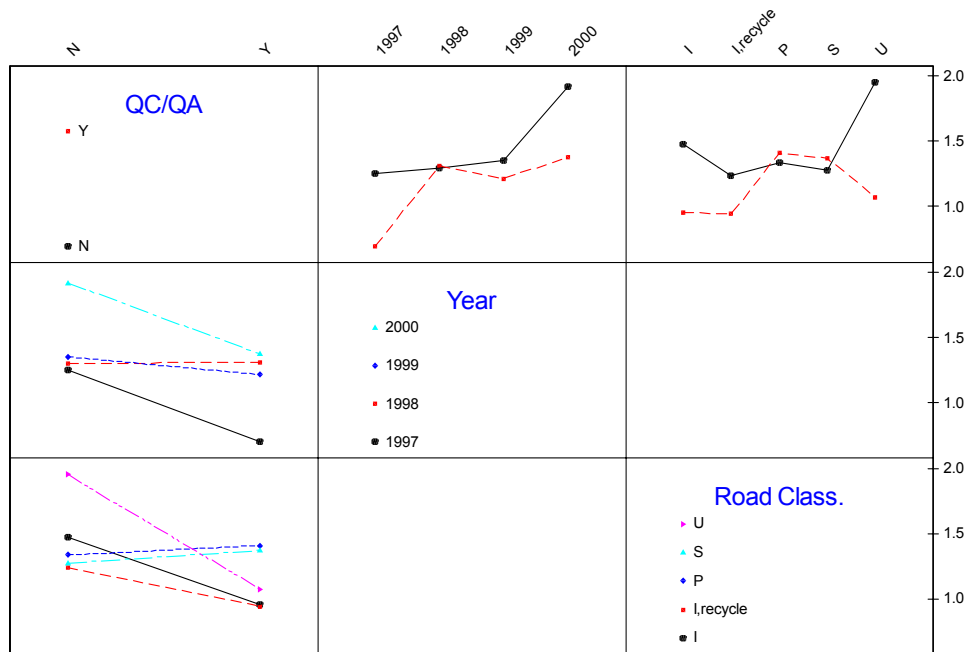 N Y 1997 1998 1999 2000 I I,recycle P S U
QC/QA
Y
N
2.0
1.5
1.0
Year
2000
1999
1998
1997
2.0
1.5
1.0
Road Class.
U
S
P
I,recycle
I
2.0
1.5
1.0